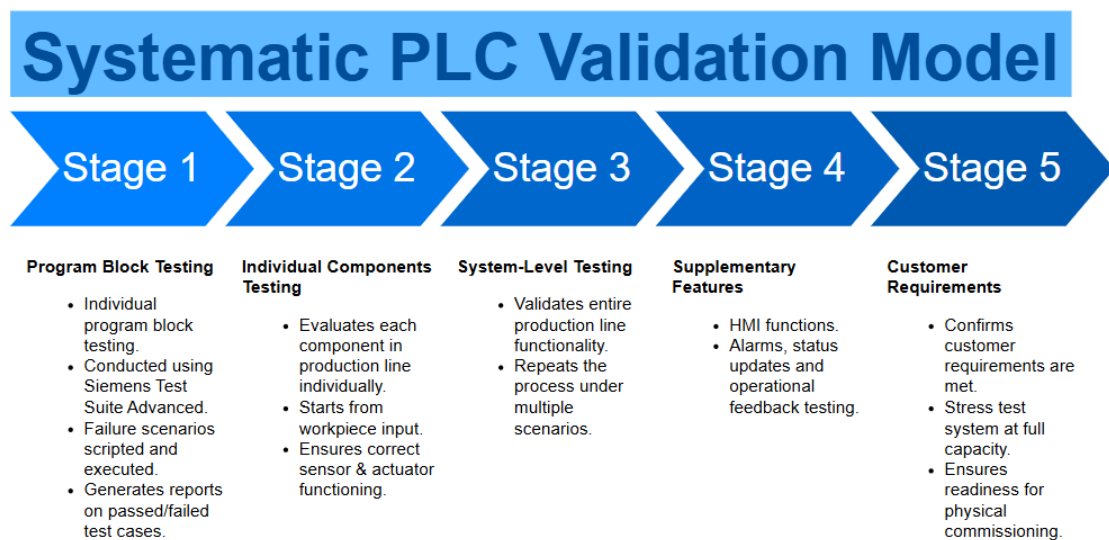 Systematic PLC Validation Model
Stage 1
Stage 2
Stage 3
Stage 4
Stage 5
Program Block Testing
• Individual
program block
testing.
• Conducted using
Siemens Test
Suite Advanced.
• Failure scenarios
scripted and
executed.
• Generates reports
on passed/failed
test cases.
Individual Components
Testing
• Evaluates each
component in
production line
individually.
• Starts from
workpiece input.
• Ensures correct
sensor & actuator
functioning.
System-Level Testing
• Validates entire
production line
functionality.
• Repeats the
process under
multiple
scenarios.
Supplementary
Features
• HMI functions.
• Alarms, status
updates and
operational
feedback testing.
Customer
Requirements
• Confirms
customer
requirements are
met.
• Stress test
system at full
capacity.
• Ensures
readiness for
physical
commissioning.